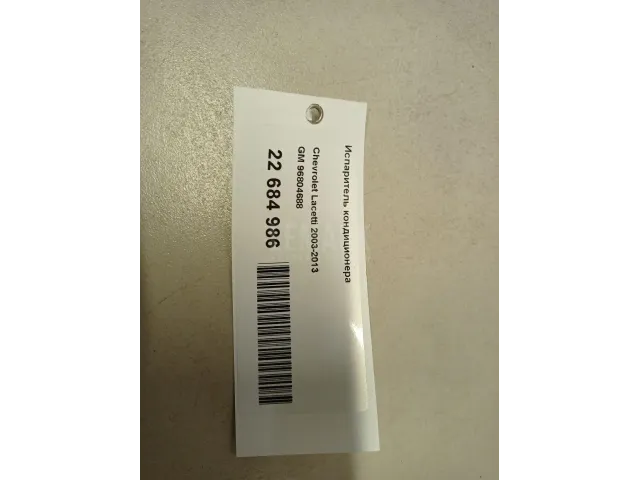 Испаритель кондиционера
Chevrolet Lacetti 2003-2013
GM 96804688
22 684 986